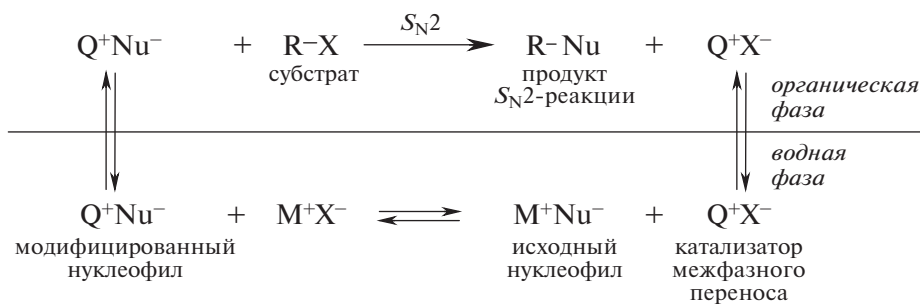 S_N2
Q⁺Nu⁻ + R–X → R–Nu + Q⁺X⁻
субстрат
продукт
S_N2-реакции
органическая
фаза
водная
фаза
Q⁺Nu⁻ + M⁺X⁻ ⇌ M⁺Nu⁻ + Q⁺X⁻
модифицированный
нуклеофил
исходный
нуклеофил
катализатор
межфазного
переноса